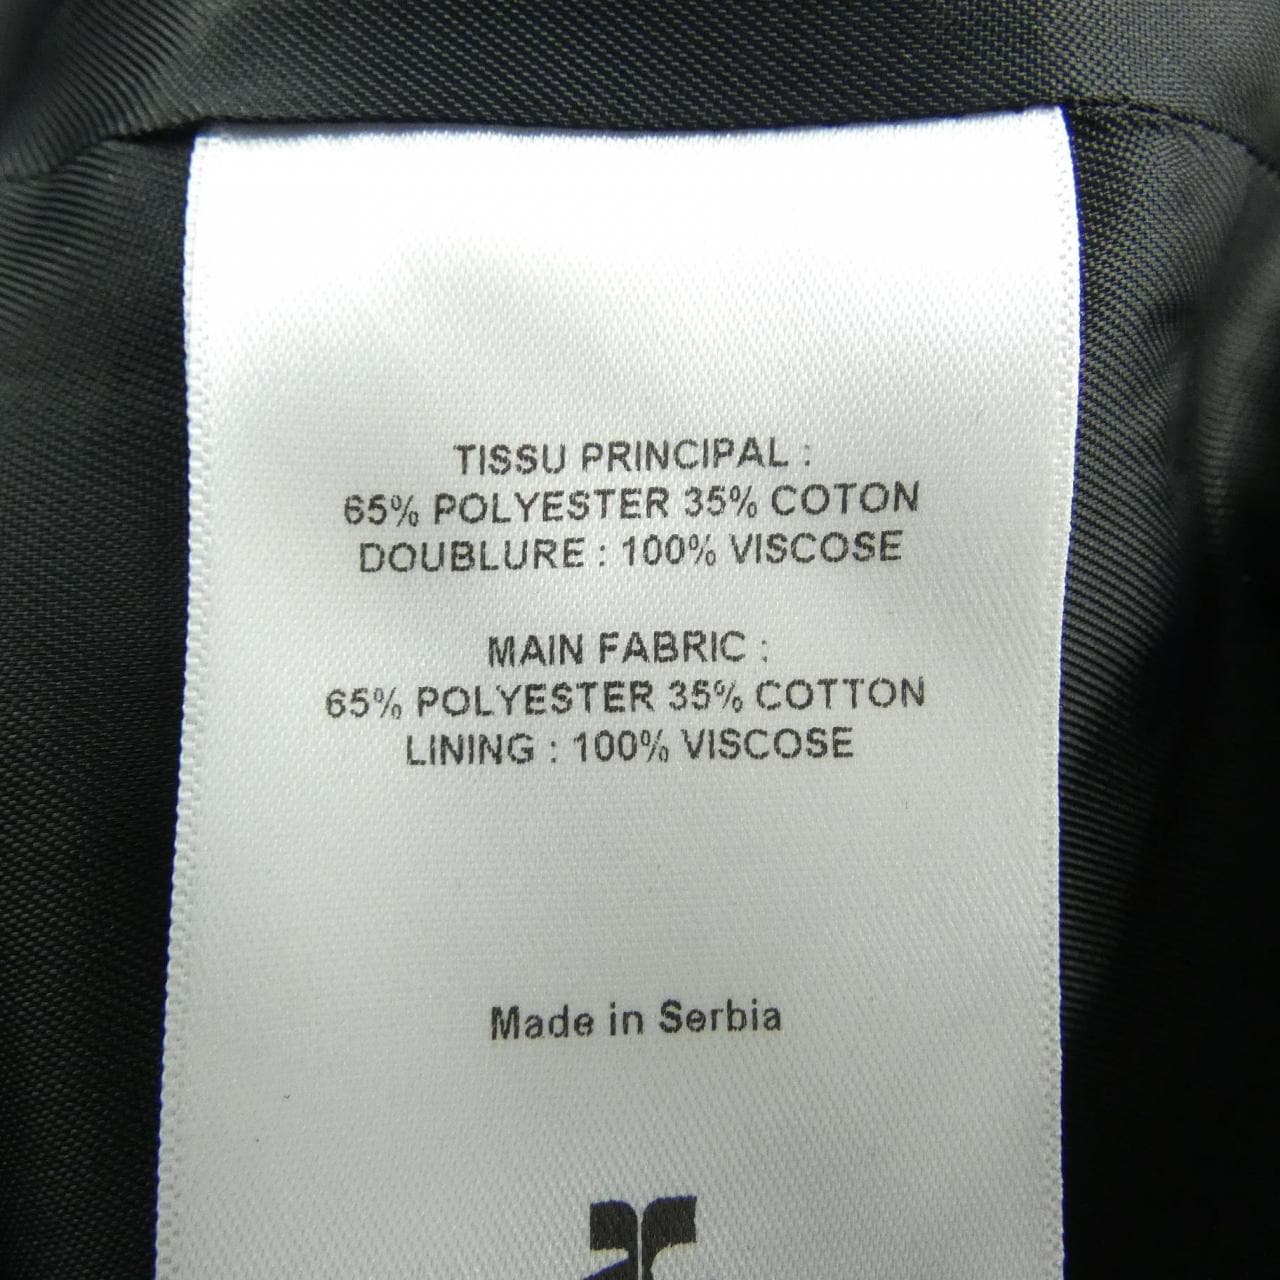 TISSU PRINCIPAL :
65% POLYESTER 35% COTON
DOUBLURE : 100% VISCOSE
MAIN FABRIC :
65% POLYESTER 35% COTTON
LINING : 100% VISCOSE
Made in Serbia